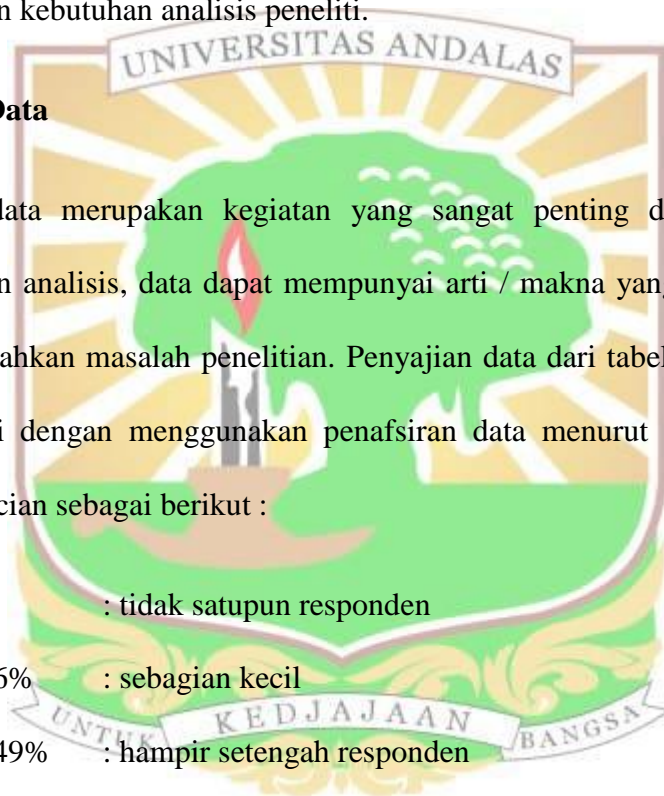 n kebutuhan analisis peneliti.
UNIVERSITAS ANDALAS
Data
data merupakan kegiatan yang sangat penting d
n analisis, data dapat mempunyai arti / makna yang
ahkan masalah penelitian. Penyajian data dari tabel
i dengan menggunakan penafsiran data menurut
cian sebagai berikut :
: tidak satupun responden
6% : sebagian kecil
49% : hampir setengah responden
UNTUK KEDJAJAAN BANGSA